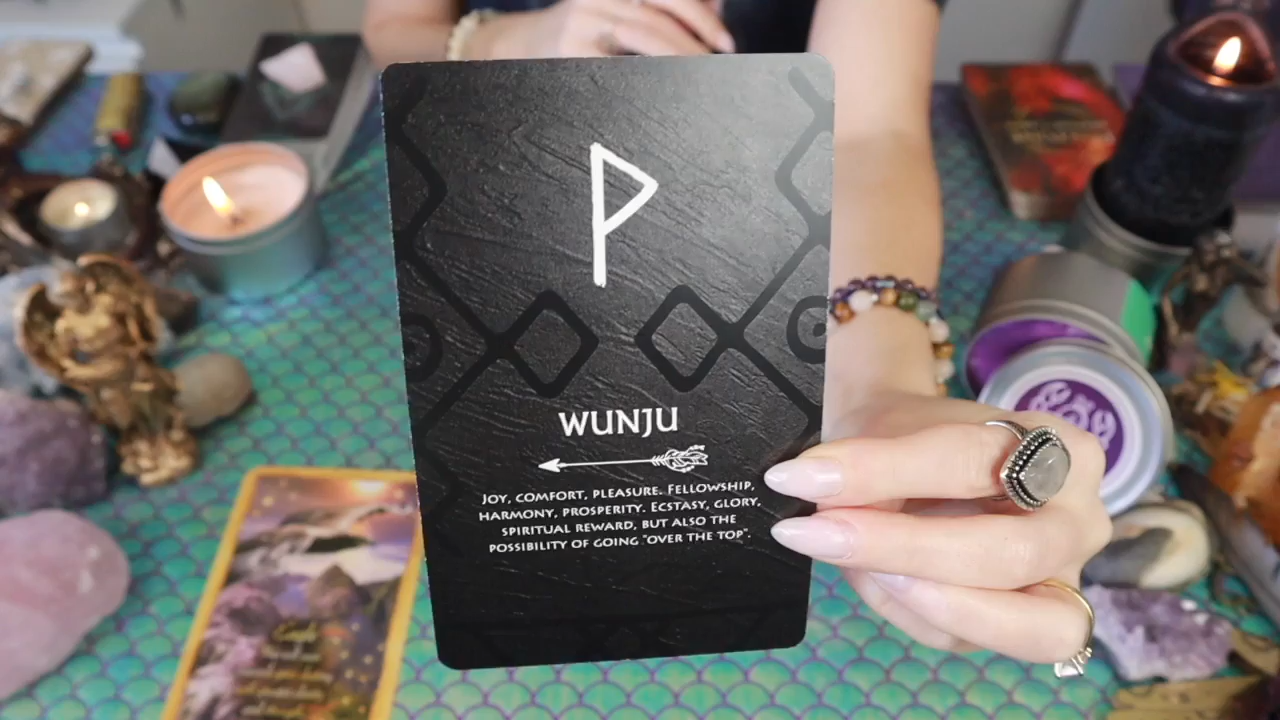 ᚹ
WUNJU
JOY, COMFORT, PLEASURE. FELLOWSHIP,
HARMONY, PROSPERITY. ECSTASY, GLORY,
SPIRITUAL REWARD, BUT ALSO THE
POSSIBILITY OF GOING "OVER THE TOP".